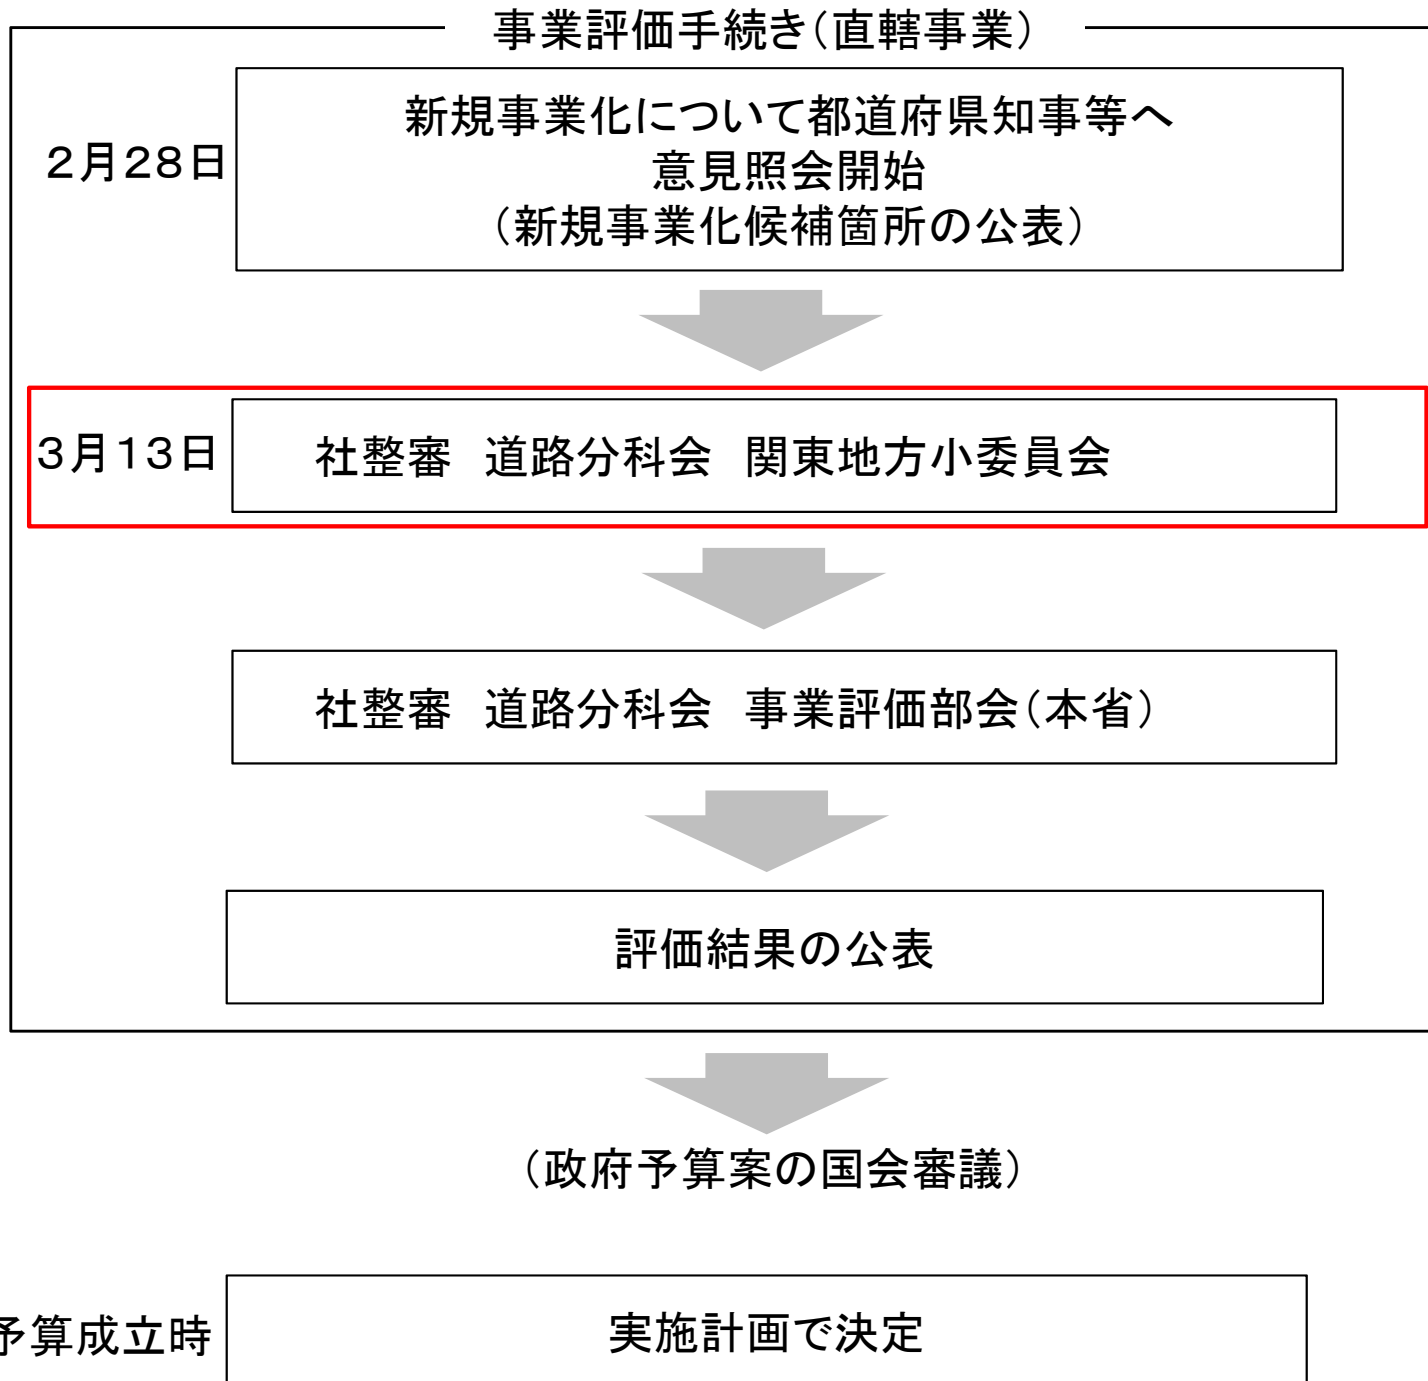 事業評価手続き（直轄事業）
新規事業化について都道府県知事等へ
２月２８日
意見照会開始
（新規事業化候補箇所の公表）
３月１３日 社整審　道路分科会　関東地方小委員会
社整審　道路分科会　事業評価部会（本省）
評価結果の公表
（政府予算案の国会審議）
予算成立時 実施計画で決定